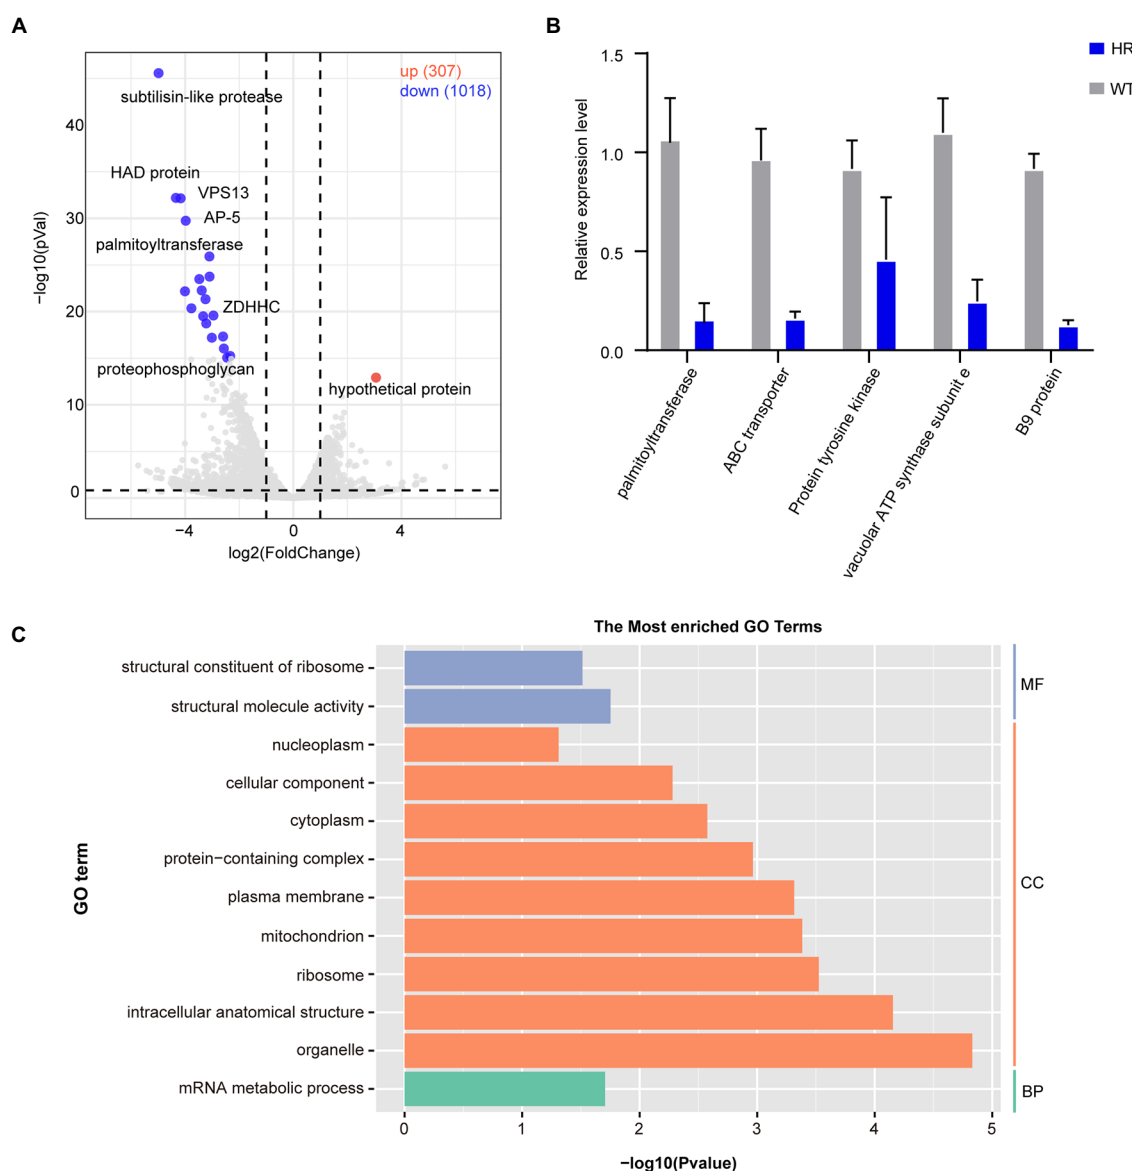 A
up (307)
down (1018)
subtilisin-like protease
HAD protein
VPS13
AP-5
palmitoyltransferase
ZDHHC
proteophosphoglycan
hypothetical protein
40
30
20
10
0
−log10(pVal)
−4
0
4
log2(FoldChange)
B
HR
WT
1.5
1.0
0.5
0.0
Relative expression level
palmitoyltransferase
ABC transporter
Protein tyrosine kinase
vacuolar ATP synthase subunit e
B9 protein
C
The Most enriched GO Terms
structural constituent of ribosome
structural molecule activity
nucleoplasm
cellular component
cytoplasm
protein−containing complex
plasma membrane
mitochondrion
ribosome
intracellular anatomical structure
organelle
mRNA metabolic process
GO term
MF
CC
BP
0
1
2
3
4
5
−log10(Pvalue)